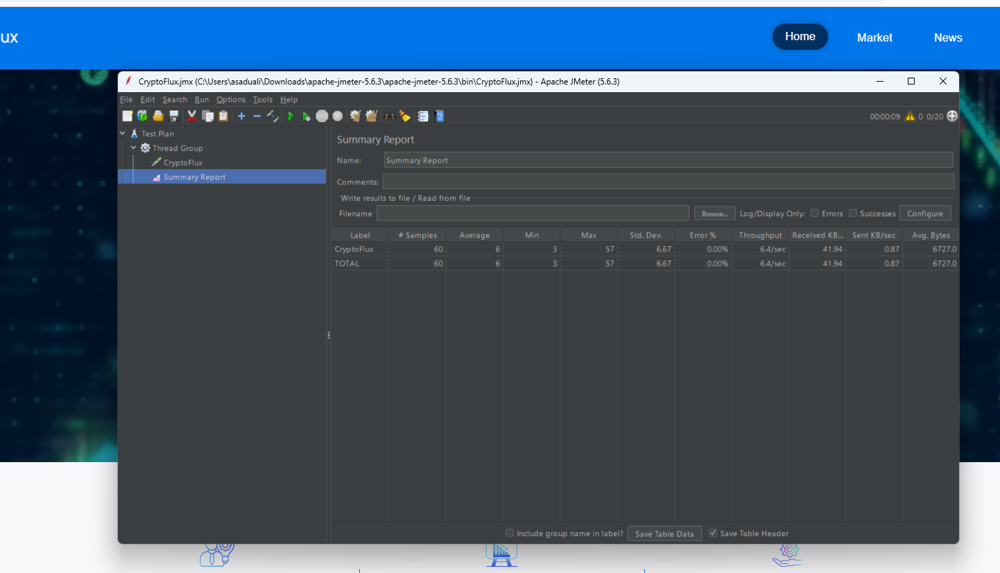 ux
Home Market News
CryptoFlux.jmx (C:\Users\asaduali\Downloads\apache-jmeter-5.6.3\apache-jmeter-5.6.3\bin\CryptoFlux.jmx) - Apache JMeter (5.6.3)
File Edit Search Run Options Tools Help
00:00:09 0 0/20
Test Plan
Thread Group
CryptoFlux
Summary Report
Summary Report
Name: Summary Report
Comments:
Write results to file / Read from file
Filename Browse... Log/Display Only: Errors Successes Configure
Label # Samples Average Min Max Std. Dev. Error % Throughput Received KB... Sent KB/sec Avg. Bytes
CryptoFlux 60 6 3 57 6.67 0.00% 6.4/sec 41.94 0.87 6727.0
TOTAL 60 6 3 57 6.67 0.00% 6.4/sec 41.94 0.87 6727.0
Include group name in label? Save Table Data Save Table Header